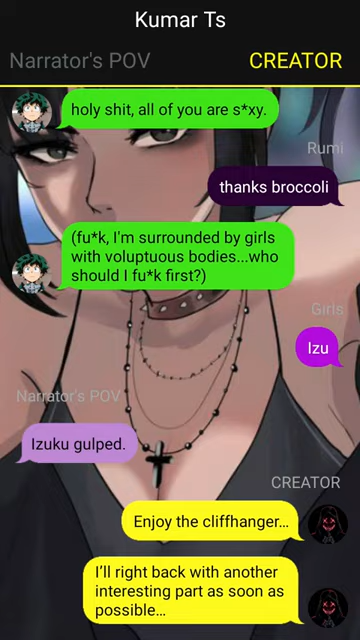 Kumar Ts
Narrator's POV
CREATOR
holy shit, all of you are s*xy.
Rumi
thanks broccoli
(fu*k, I'm surrounded by girls
with voluptuous bodies...who
should I fu*k first?)
Girls
Izu
Narrator's POV
Izuku gulped.
CREATOR
Enjoy the cliffhanger...
I'll right back with another
interesting part as soon as
possible...